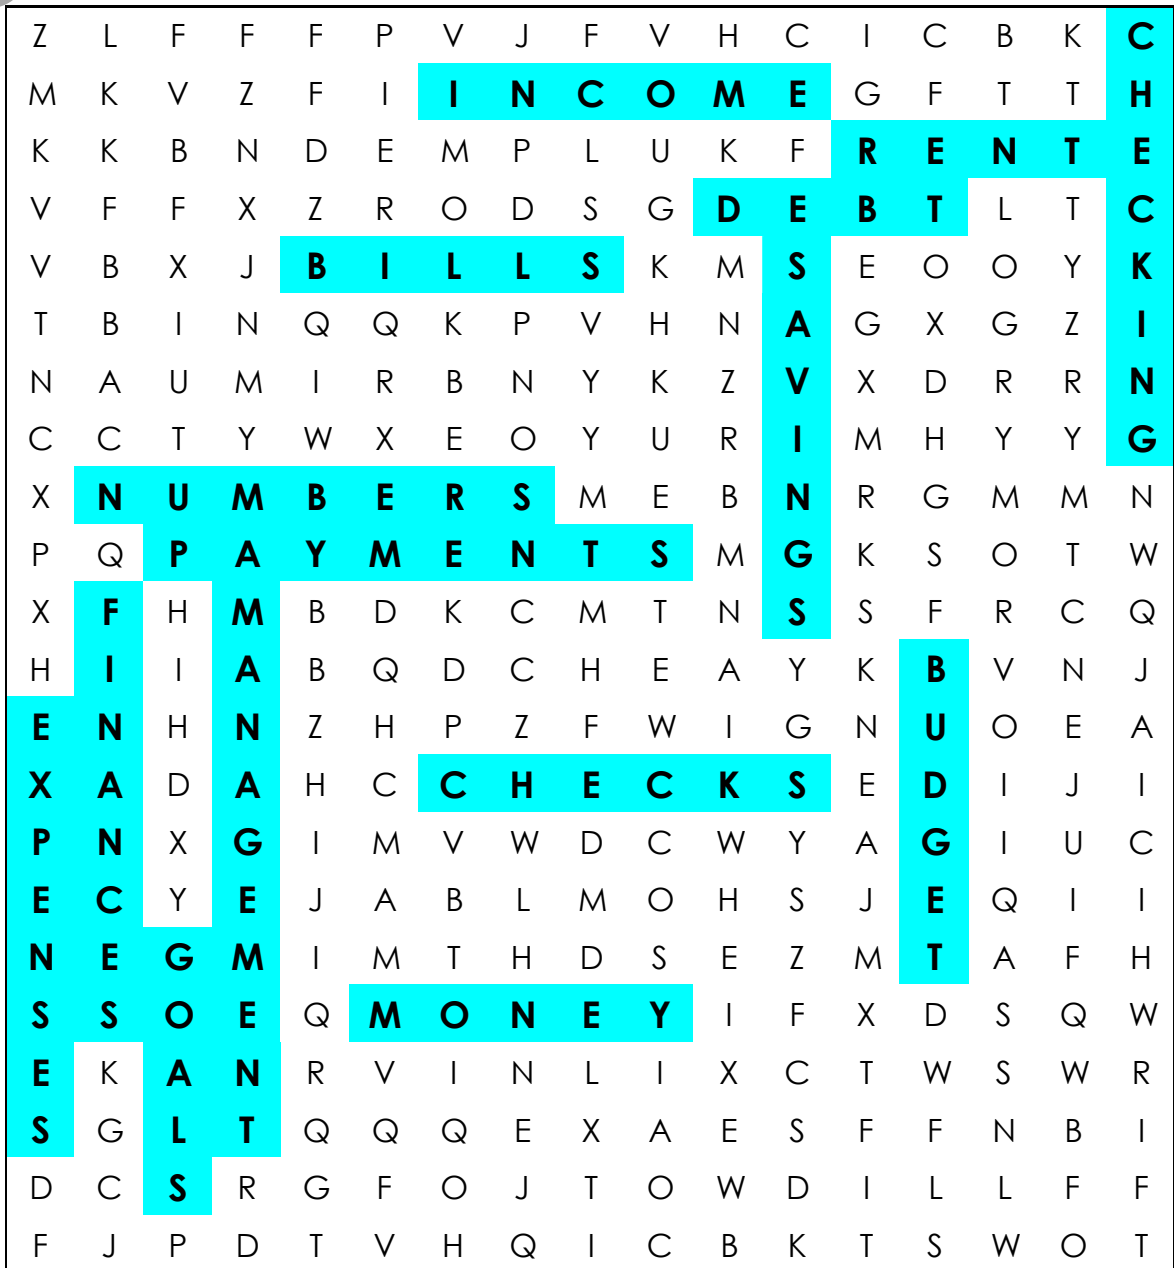 Z L F F F P V J F V H C I C B K C
M K V Z F I I N C O M E G F T T H
K K B N D E M P L U K F R E N T E
V F F X Z R O D S G D E B T L T C
V B X J B I L L S K M S E O O Y K
T B I N Q Q K P V H N A G X G Z I
N A U M I R B N Y K Z V X D R R N
C C T Y W X E O Y U R I M H Y Y G
X N U M B E R S M E B N R G M M N
P Q P A Y M E N T S M G K S O T W
X F H M B D K C M T N S S F R C Q
H I I A B Q D C H E A Y K B V N J
E N H N Z H P Z F W I G N U O E A
X A D A H C C H E C K S E D I J I
P N X G I M V W D C W Y A G I U C
E C Y E J A B L M O H S J E Q I I
N E G M I M T H D S E Z M T A F H
S S O E Q M O N E Y I F X D S Q W
E K A N R V I N L I X C T W S W R
S G L T Q Q Q E X A E S F F N B I
D C S R G F O J T O W D I L L F F
F J P D T V H Q I C B K T S W O T